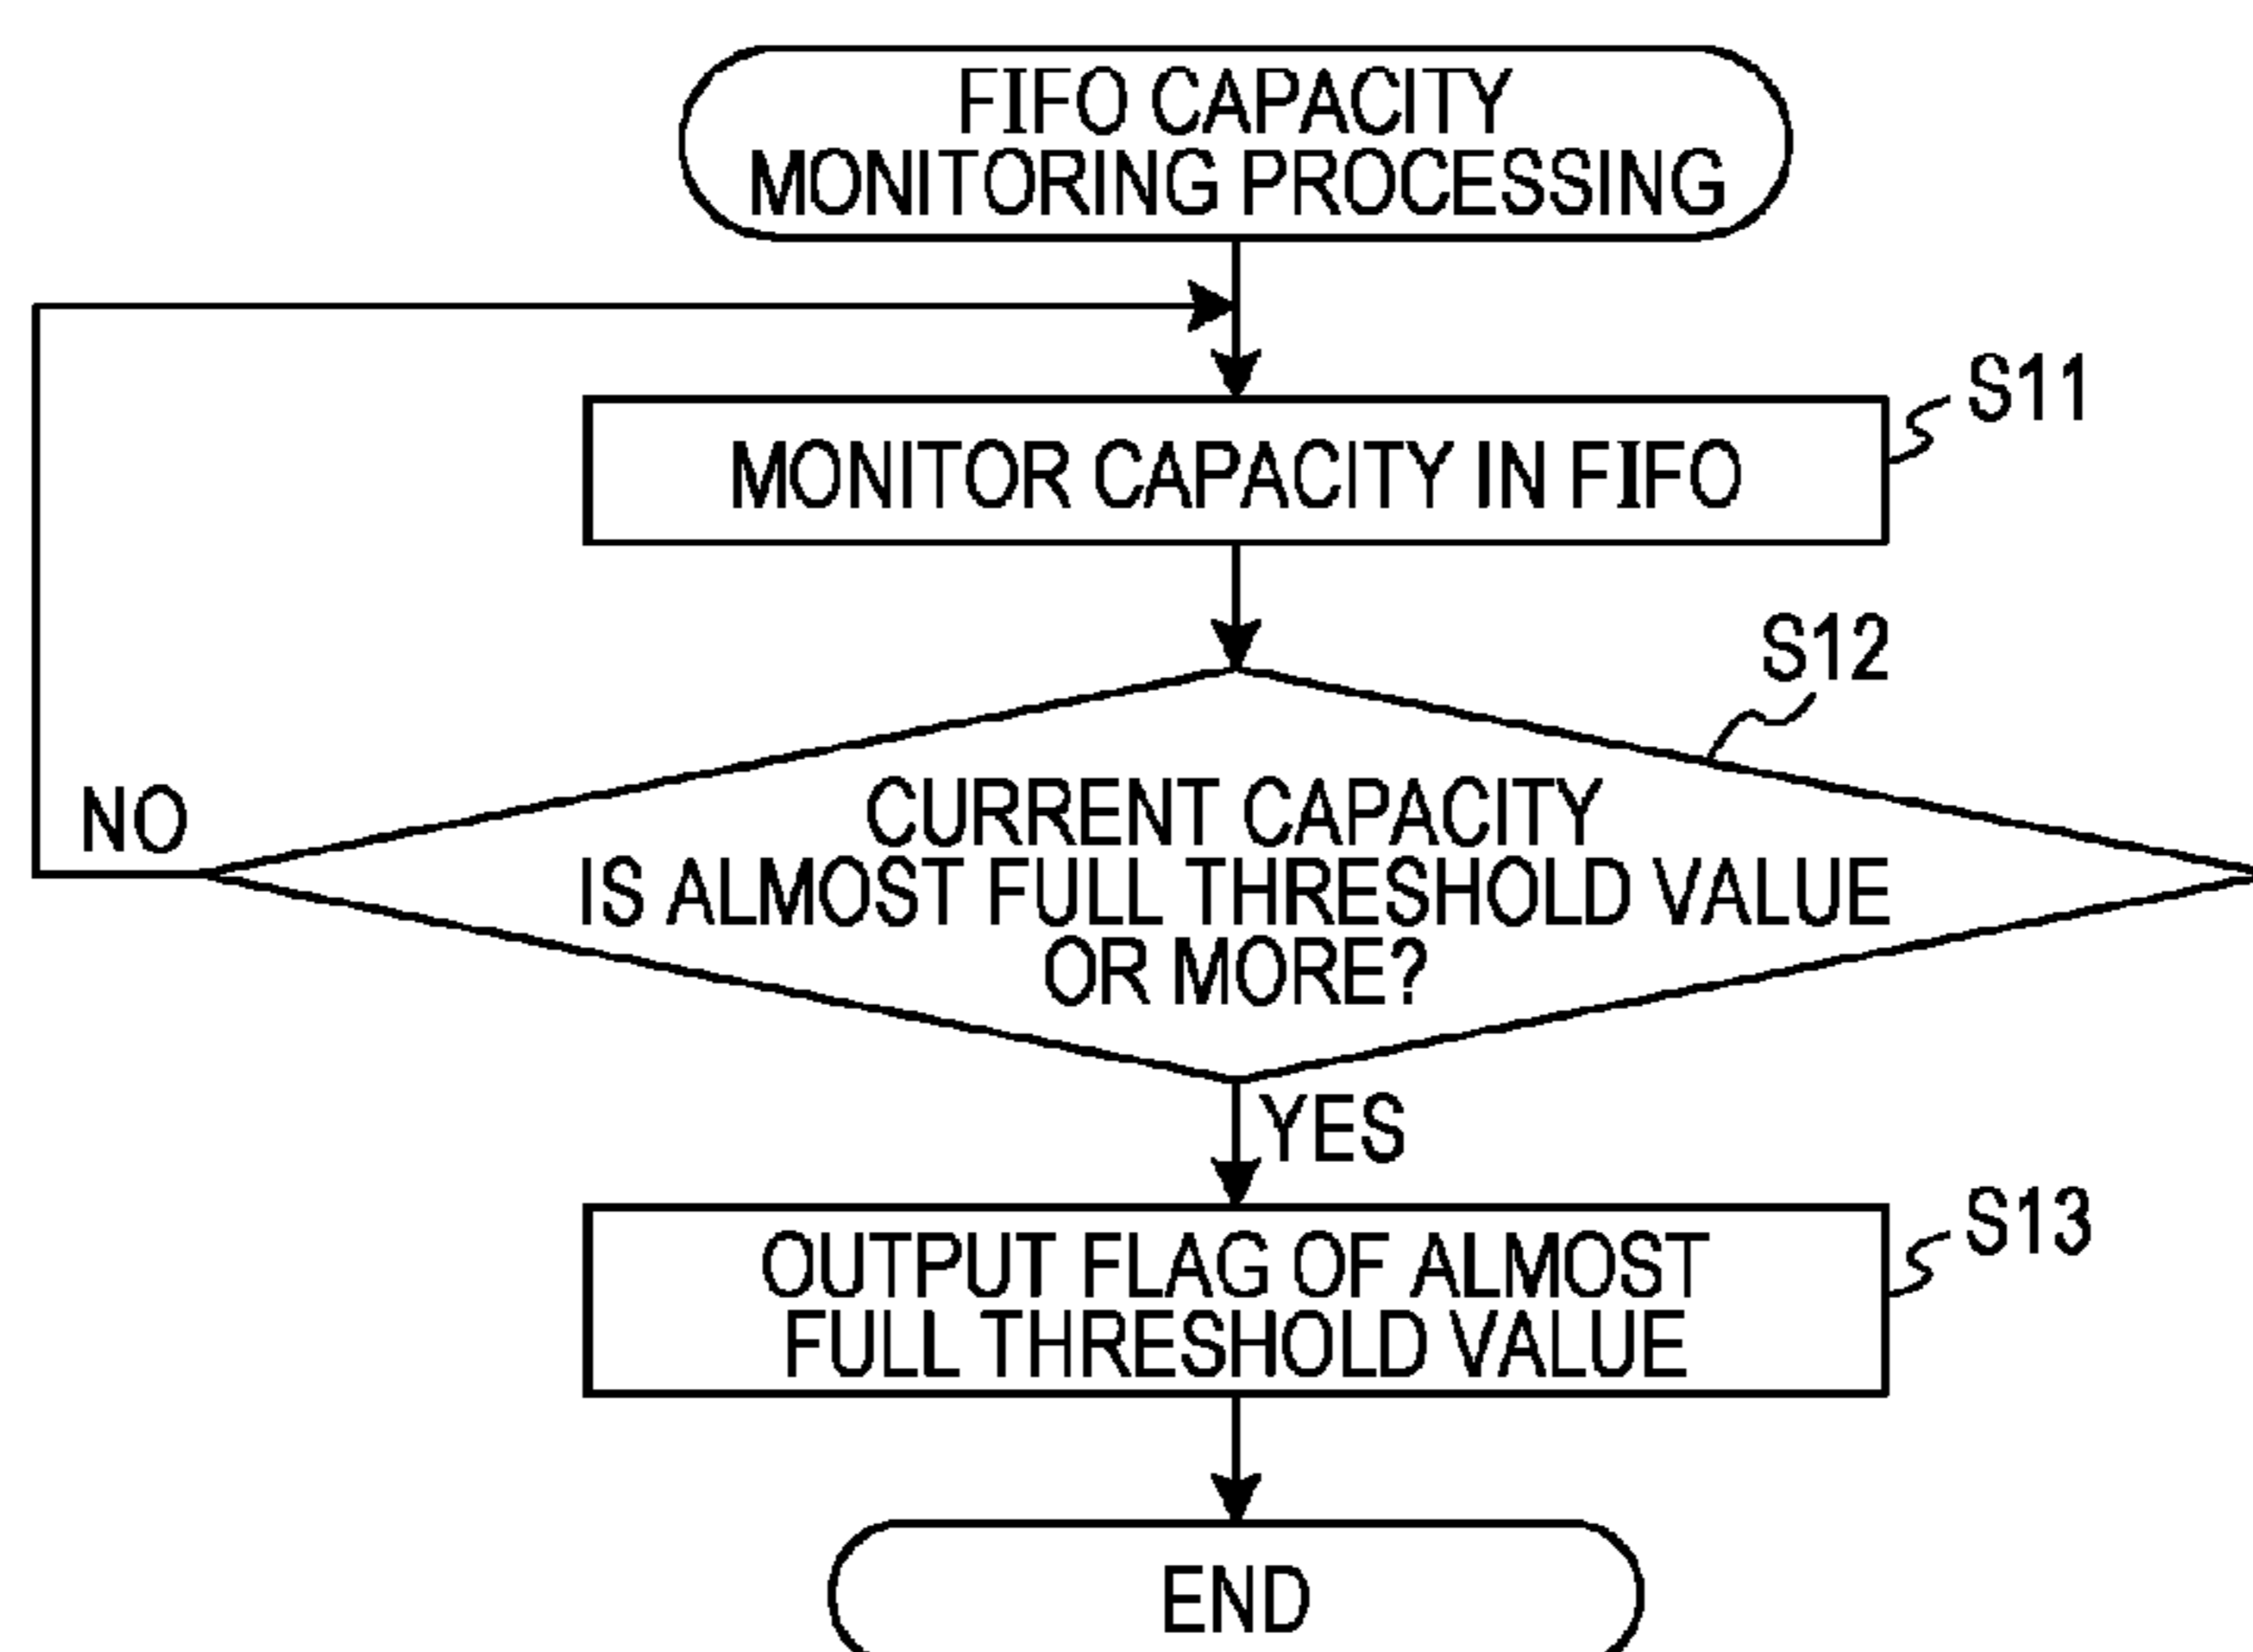 FIFO CAPACITY
MONITORING PROCESSING
S11
MONITOR CAPACITY IN FIFO
S12
CURRENT CAPACITY
IS ALMOST FULL THRESHOLD VALUE
OR MORE?
NO
YES
S13
OUTPUT FLAG OF ALMOST
FULL THRESHOLD VALUE
END